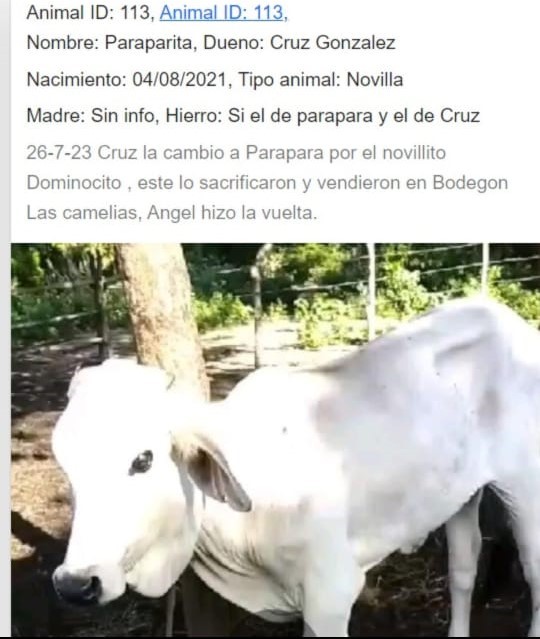 Animal ID: 113, Animal ID: 113,
Nombre: Paraparita, Dueno: Cruz Gonzalez
Nacimiento: 04/08/2021, Tipo animal: Novilla
Madre: Sin info, Hierro: Si el de parapara y el de Cruz
26-7-23 Cruz la cambio a Parapara por el novillito
Dominocito , este lo sacrificaron y vendieron en Bodegon
Las camelias, Angel hizo la vuelta.